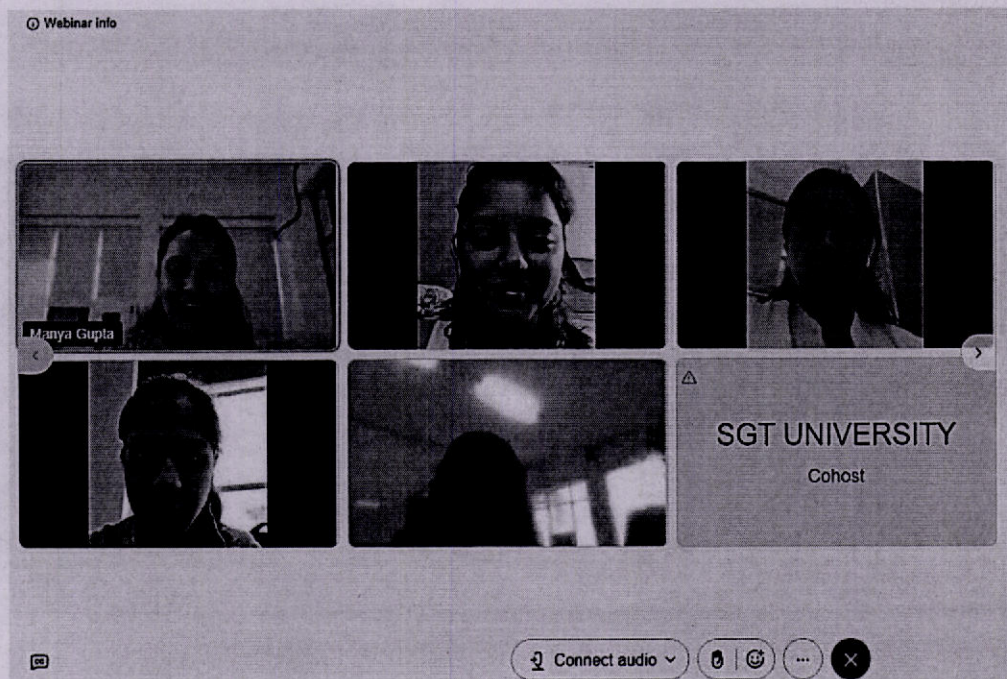 Webinar info
Manya Gupta
SGT UNIVERSITY
Cohost
Connect audio